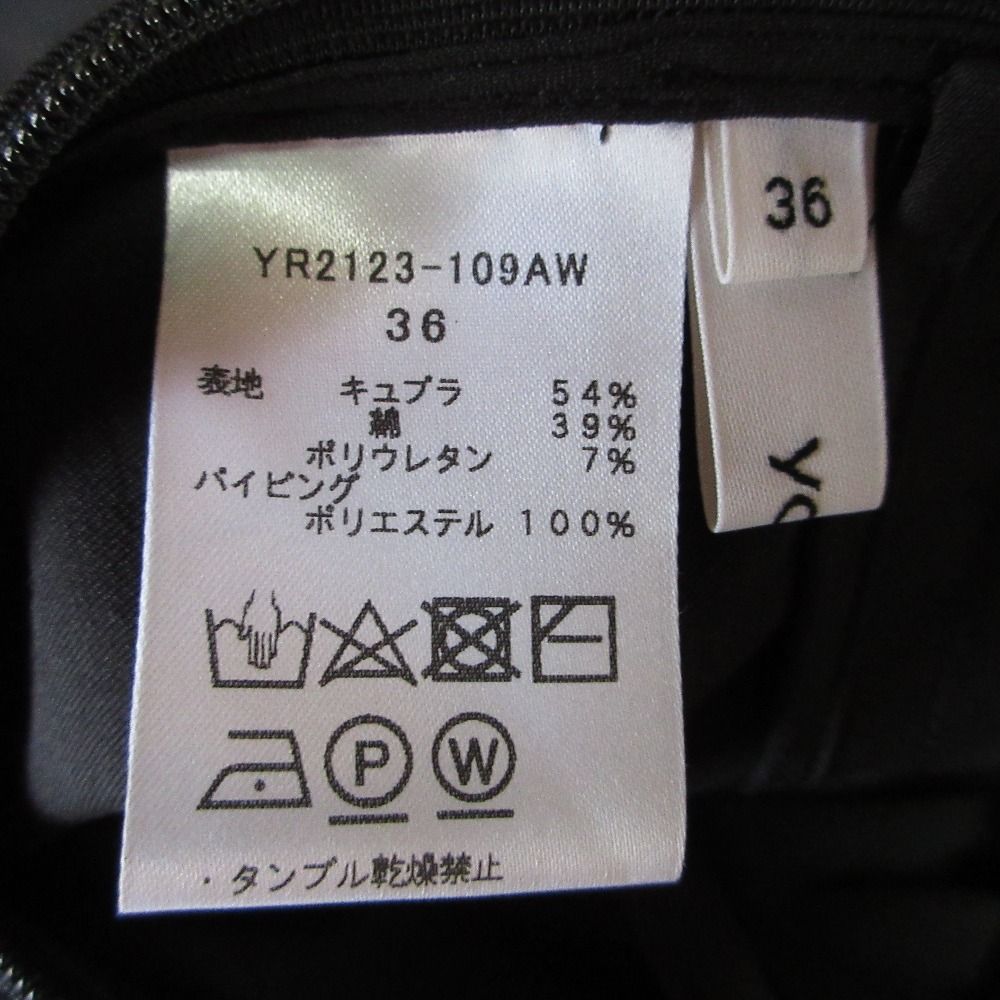 YR2123-109AW
36
表地 キュプラ 54%
綿 39%
ポリウレタン 7%
パイピング
ポリエステル 100%
P W
・タンブル乾燥禁止
36
YO